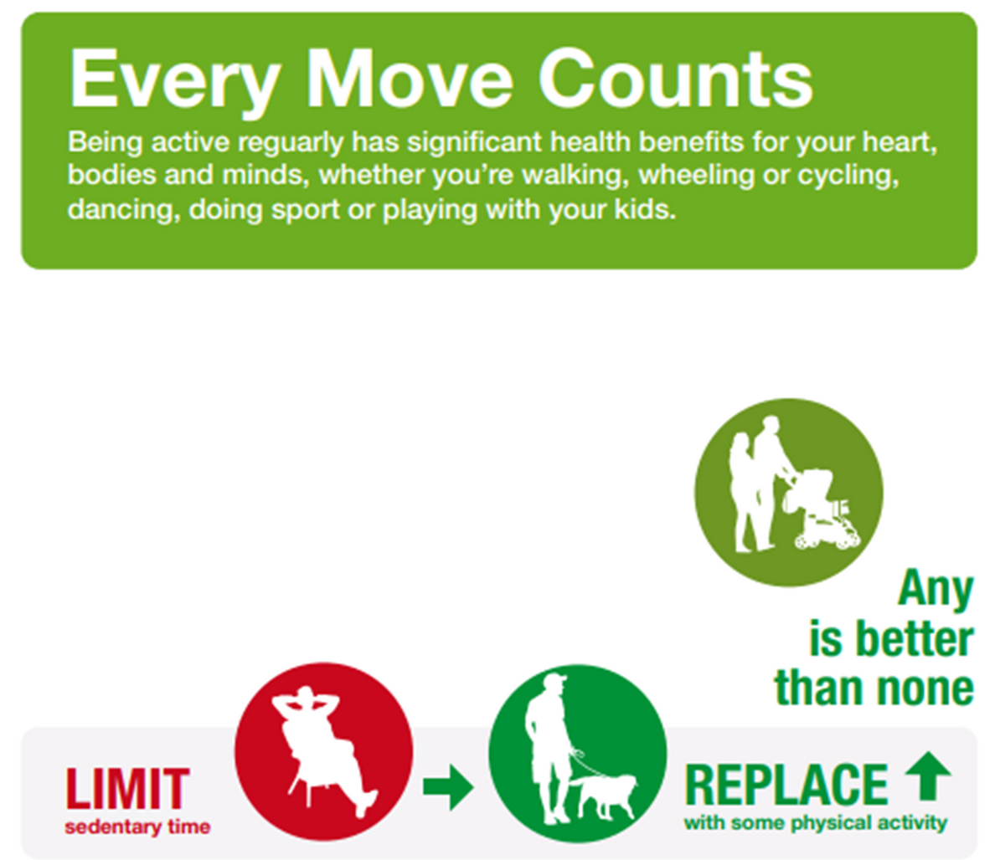 Every Move Counts
Being active reguarly has significant health benefits for your heart,
bodies and minds, whether you're walking, wheeling or cycling,
dancing, doing sport or playing with your kids.
Any
is better
than none
LIMIT
sedentary time
REPLACE
with some physical activity